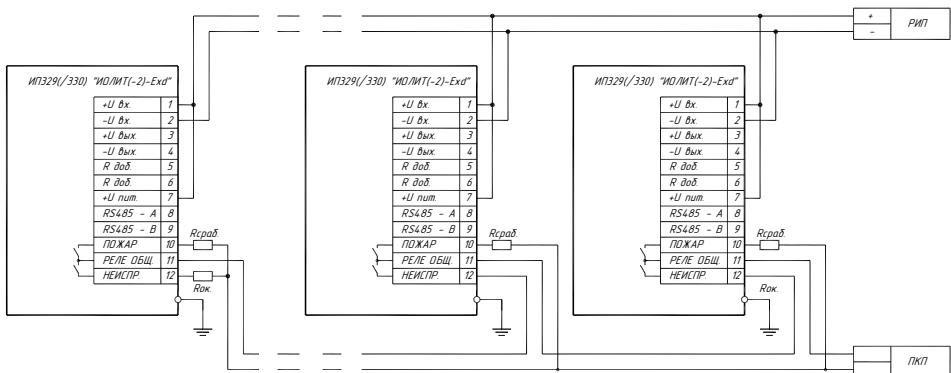 + РИП
-
ИП329(/330) "ИОЛИТ(-2)-Exd"
+U вх. 1
-U вх. 2
+U вых. 3
-U вых. 4
R доб. 5
R доб. 6
+U пит. 7
RS485 - A 8
RS485 - B 9
ПОЖАР 10
РЕЛЕ ОБЩ. 11
НЕИСПР. 12
Rсраб.
Rок.
ИП329(/330) "ИОЛИТ(-2)-Exd"
+U вх. 1
-U вх. 2
+U вых. 3
-U вых. 4
R доб. 5
R доб. 6
+U пит. 7
RS485 - A 8
RS485 - B 9
ПОЖАР 10
РЕЛЕ ОБЩ. 11
НЕИСПР. 12
Rсраб.
ИП329(/330) "ИОЛИТ(-2)-Exd"
+U вх. 1
-U вх. 2
+U вых. 3
-U вых. 4
R доб. 5
R доб. 6
+U пит. 7
RS485 - A 8
RS485 - B 9
ПОЖАР 10
РЕЛЕ ОБЩ. 11
НЕИСПР. 12
Rсраб.
Rок.
ПКП